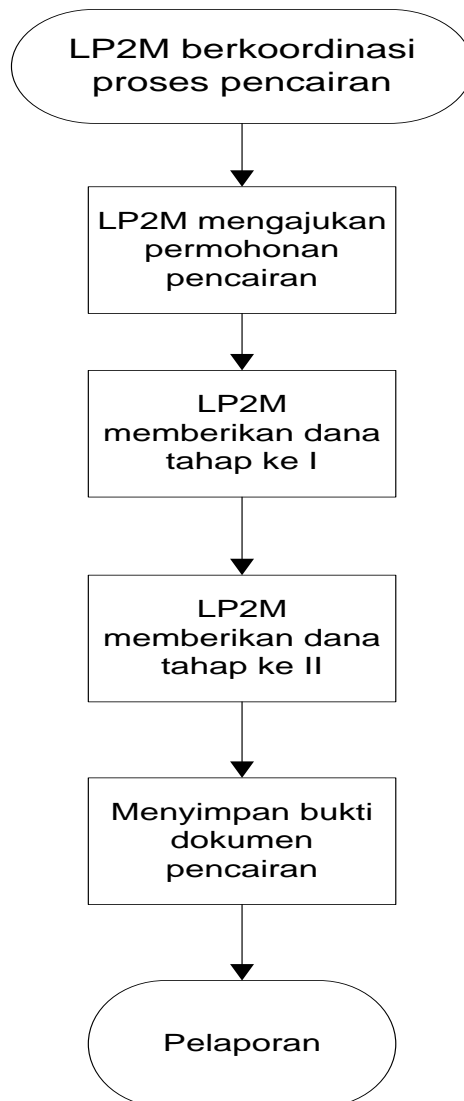 LP2M berkoordinasi
proses pencairan
LP2M mengajukan
permohonan
pencairan
LP2M
memberikan dana
tahap ke I
LP2M
memberikan dana
tahap ke II
Menyimpan bukti
dokumen
pencairan
Pelaporan